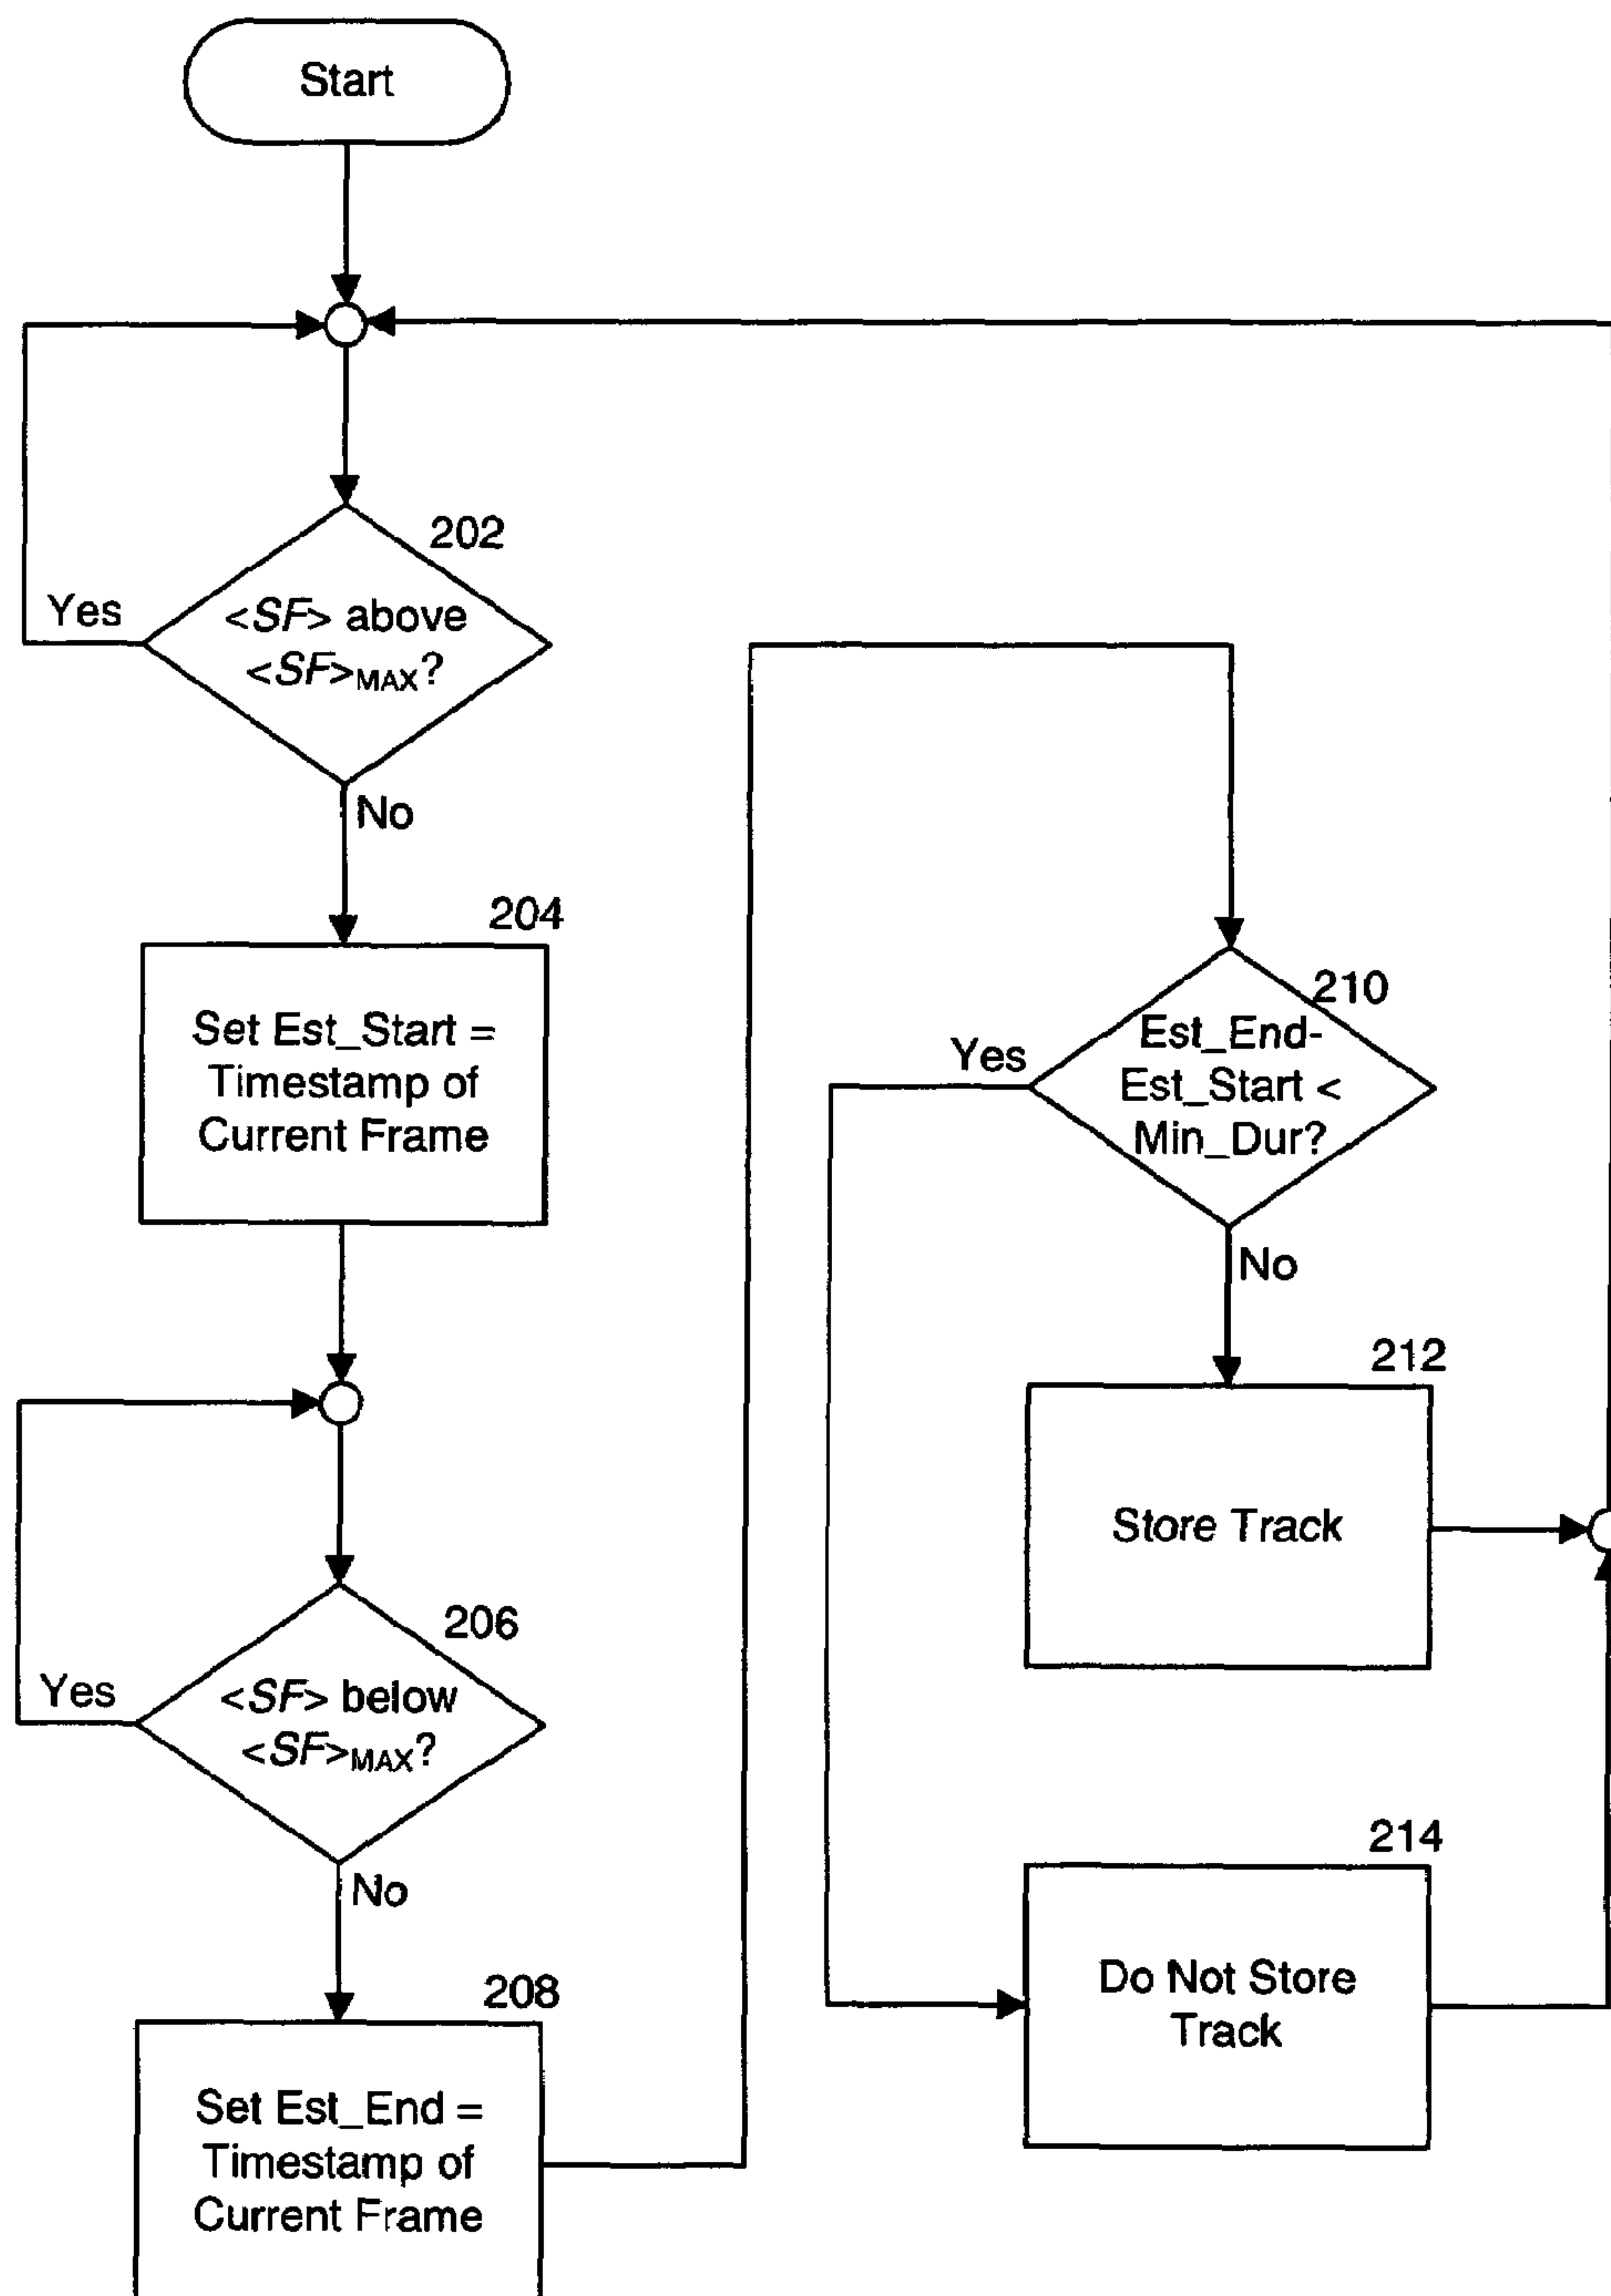 Start
202
Yes
<SF> above
<SF>MAX?
No
204
Set Est_Start =
Timestamp of
Current Frame
206
Yes
<SF> below
<SF>MAX?
No
208
Set Est_End =
Timestamp of
Current Frame
210
Yes
Est_End-
Est_Start <
Min_Dur?
No
212
Store Track
214
Do Not Store
Track